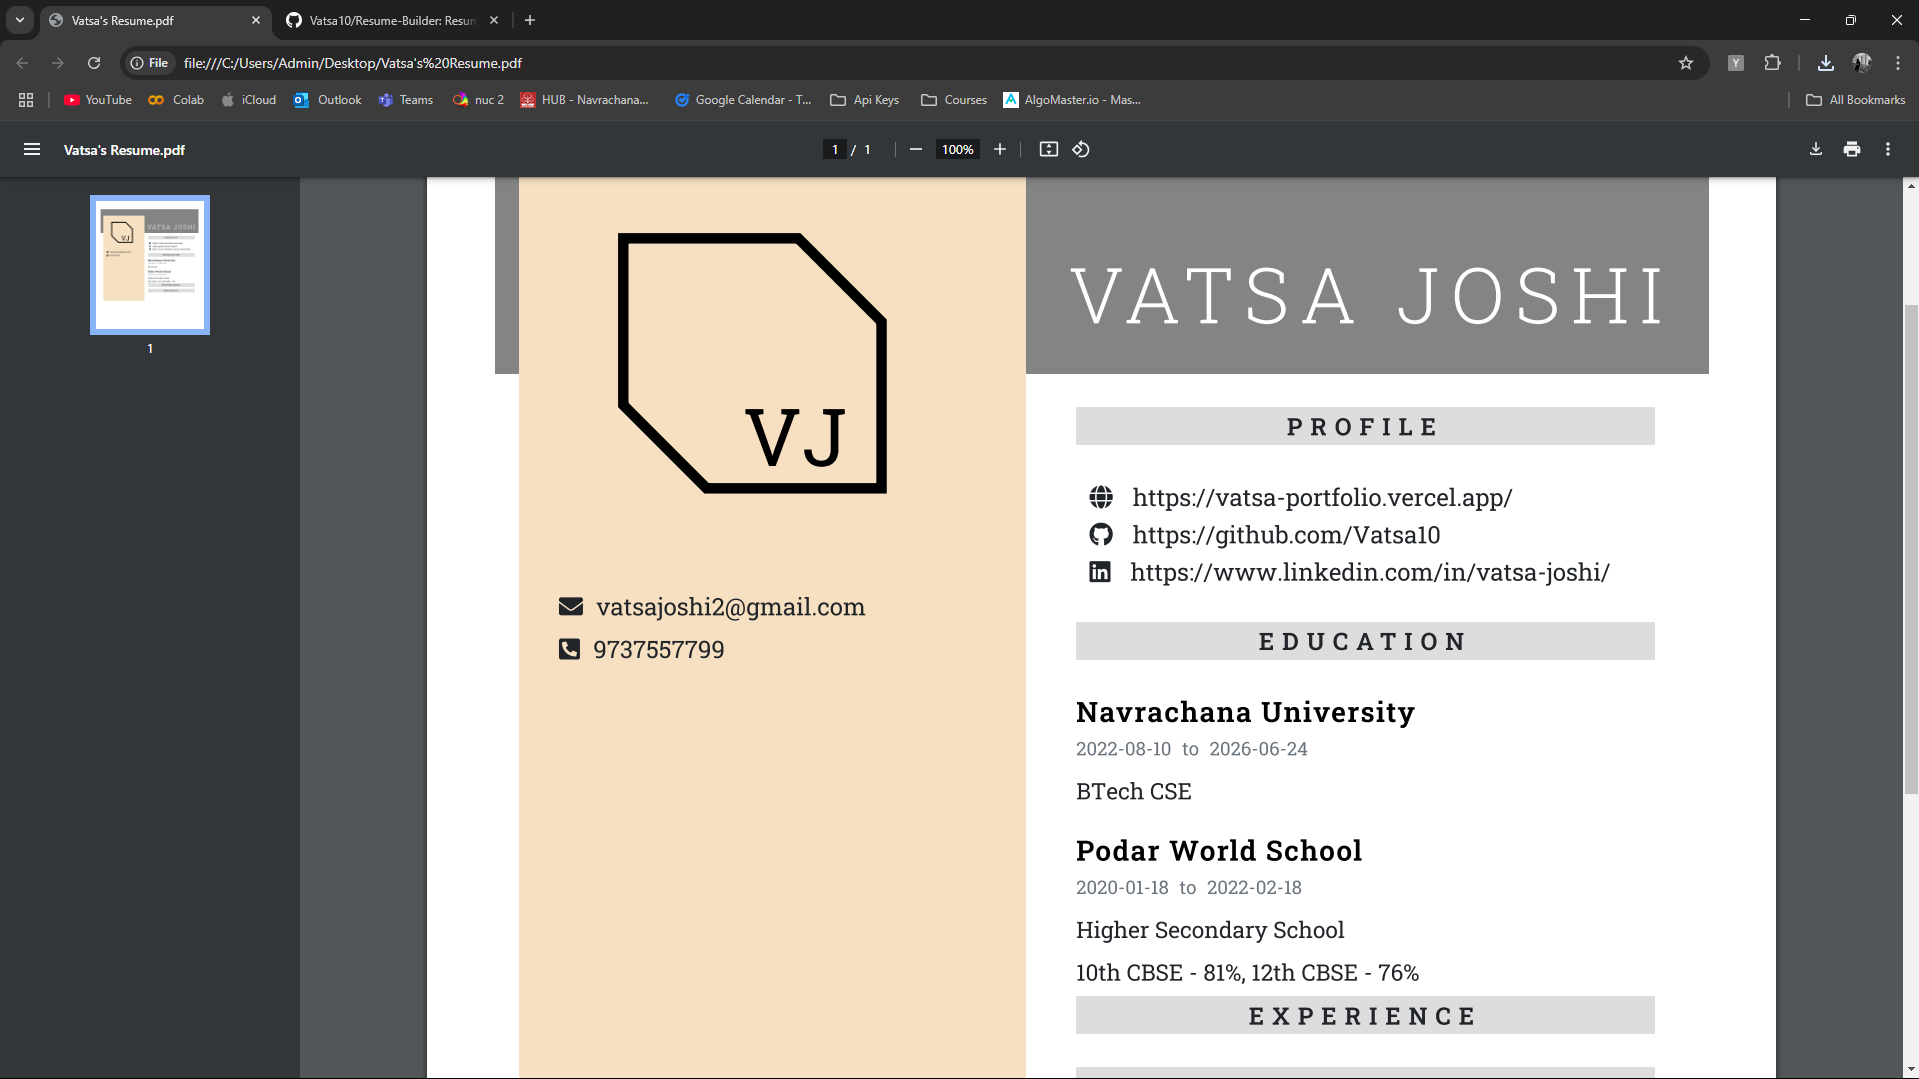 Vatsa's Resume.pdf
Vatsa10/Resume-Builder: Resum
File
file:///C:/Users/Admin/Desktop/Vatsa's%20Resume.pdf
Y
YouTube
Colab
iCloud
Outlook
Teams
nuc 2
HUB - Navrachana...
Google Calendar - T...
Api Keys
Courses
AlgoMaster.io - Mas...
All Bookmarks
Vatsa's Resume.pdf
1 / 1
100%
VJ
VATSA JOSHI
1
VATSA JOSHI
VJ
vatsajoshi2@gmail.com
9737557799
PROFILE
https://vatsa-portfolio.vercel.app/
https://github.com/Vatsa10
https://www.linkedin.com/in/vatsa-joshi/
EDUCATION
Navrachana University
2022-08-10 to 2026-06-24
BTech CSE
Podar World School
2020-01-18 to 2022-02-18
Higher Secondary School
10th CBSE - 81%, 12th CBSE - 76%
EXPERIENCE